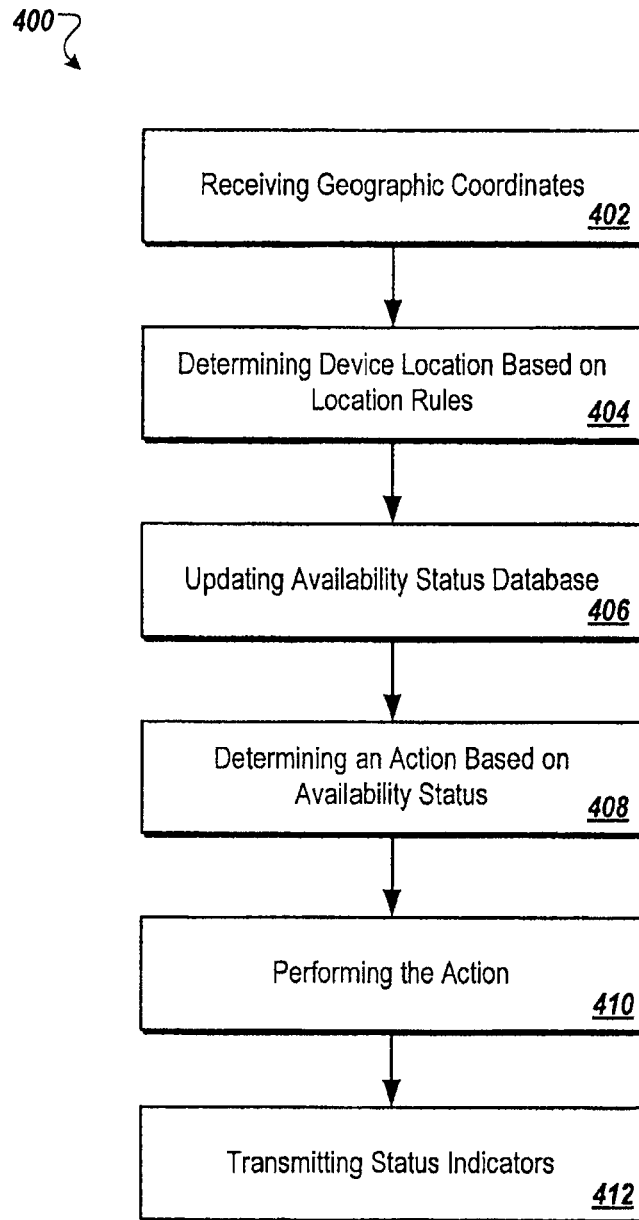 400
Receiving Geographic Coordinates
402
Determining Device Location Based on
Location Rules
404
Updating Availability Status Database
406
Determining an Action Based on
Availability Status
408
Performing the Action
410
Transmitting Status Indicators
412